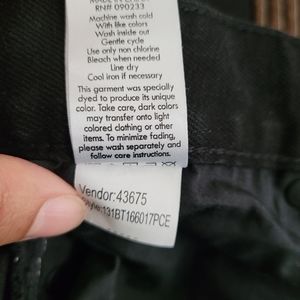 RN# 090233
Machine wash cold
With like colors
Wash inside out
Gentle cycle
Use only non chlorine
Bleach when needed
Line dry
Cool iron if necessary
This garment was specially
dyed to produce its unique
color. Take care, dark colors
may transfer onto light
colored clothing or other
items. To minimize fading,
please wash separately and
follow care instructions.
Vendor: 43675
Style: 131BT166017PCE